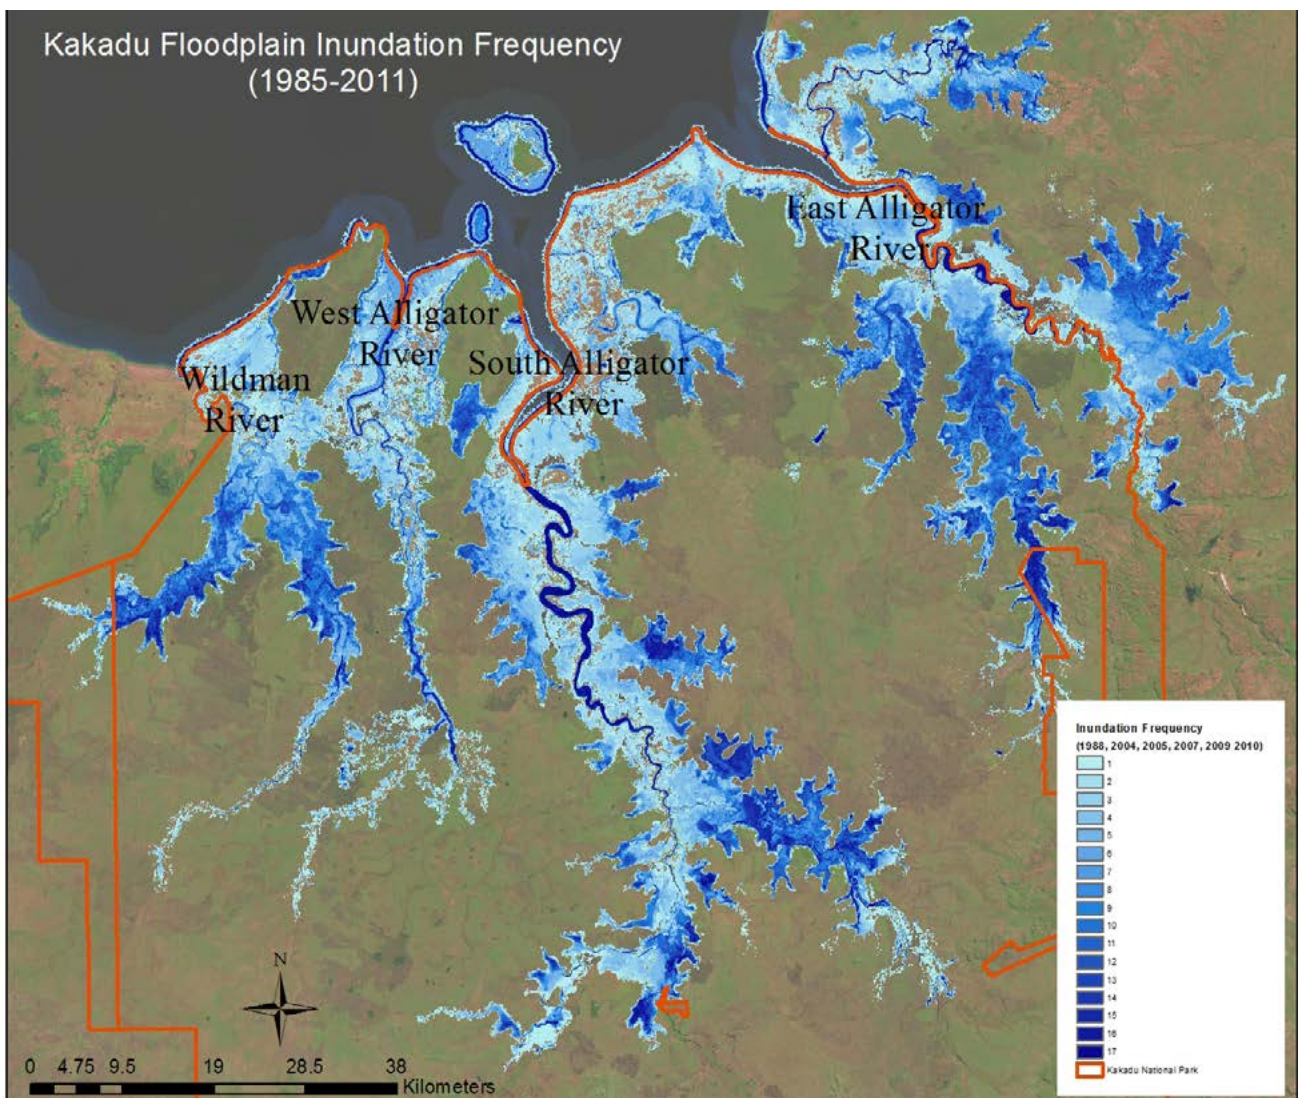 Kakadu Floodplain Inundation Frequency
(1985-2011)
East Alligator
River
West Alligator
River
South Alligator
River
Wildman
River
Inundation Frequency
(1988, 2004, 2005, 2007, 2009 2010)
1
2
3
4
5
6
7
8
9
10
11
12
13
14
15
16
17
Kakadu National Park
N
0 4.75 9.5 19 28.5 38
Kilometers